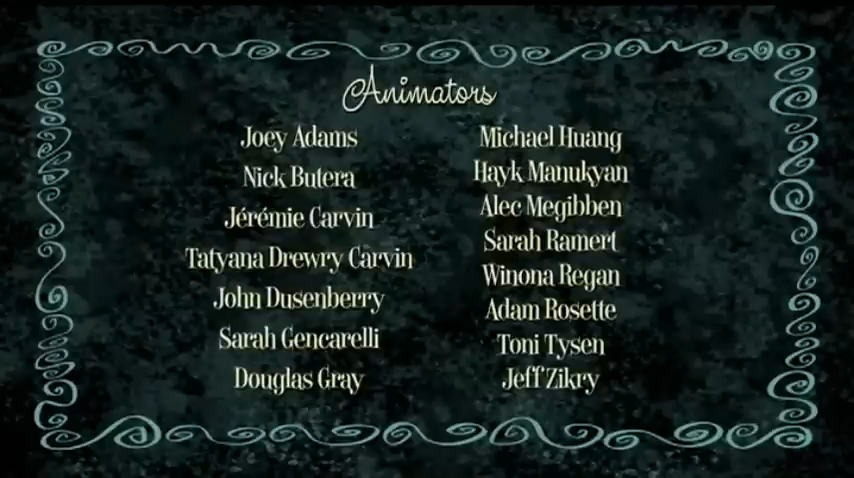 Animators
Joey Adams
Nick Butera
Jérémie Carvin
Tatyana Drewry Carvin
John Dusenberry
Sarah Gencarelli
Douglas Gray
Michael Huang
Hayk Manukyan
Alec Megibben
Sarah Ramert
Winona Regan
Adam Rosette
Toni Tysen
Jeff Zikry